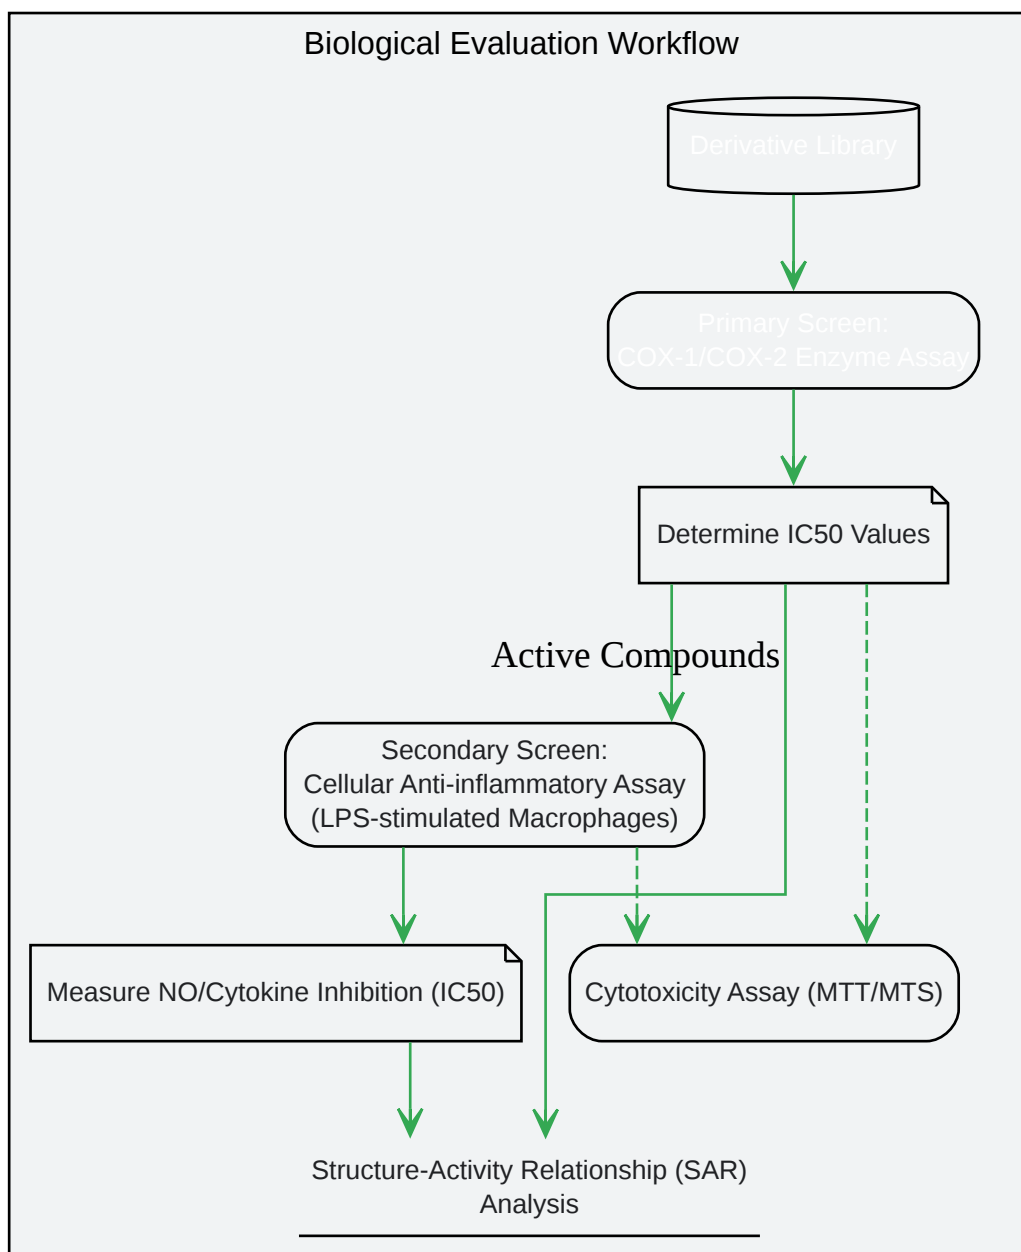 Biological Evaluation Workflow
Derivative Library
Primary Screen:
COX-1/COX-2 Enzyme Assay
Determine IC50 Values
Active Compounds
Secondary Screen:
Cellular Anti-inflammatory Assay
(LPS-stimulated Macrophages)
Measure NO/Cytokine Inhibition (IC50)
Cytotoxicity Assay (MTT/MTS)
Structure-Activity Relationship (SAR)
Analysis